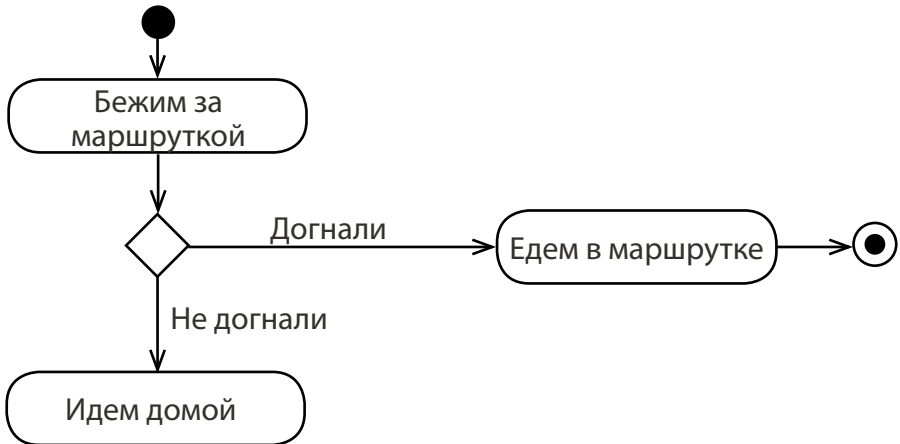 Бежим за
маршруткой
Догнали
Едем в маршрутке
Не догнали
Идем домой